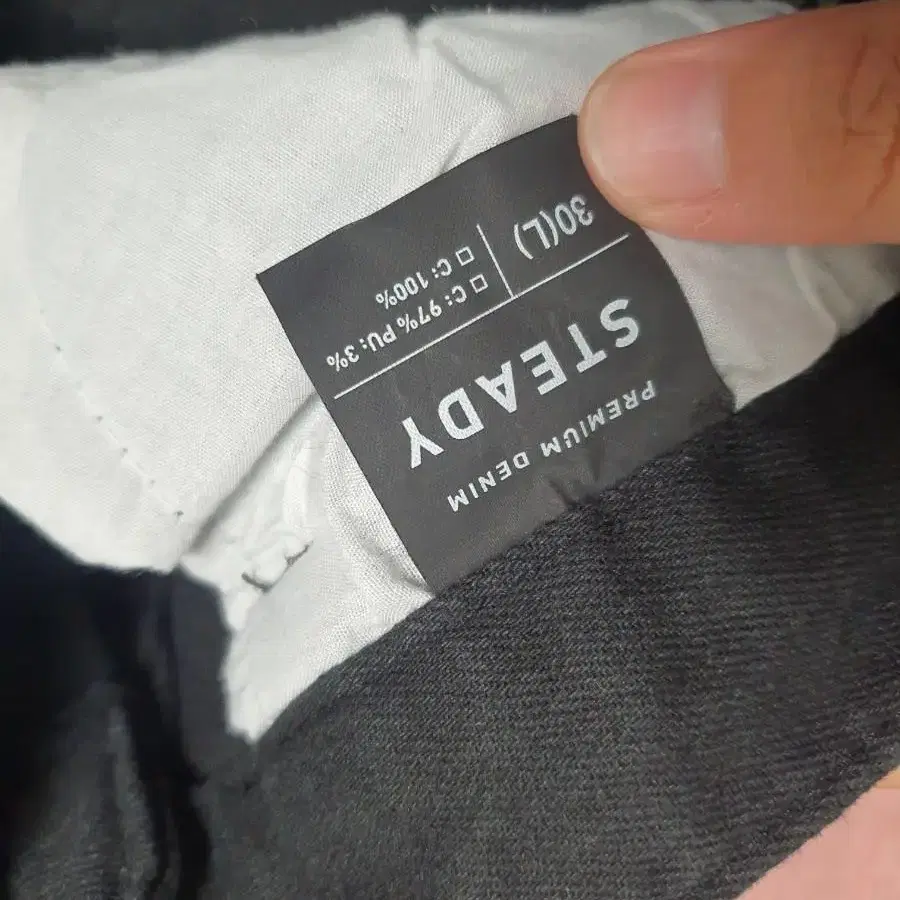 PREMIUM DENIM
STEADY
30(L)
☐ C: 97% PU: 3%
☐ C: 100%